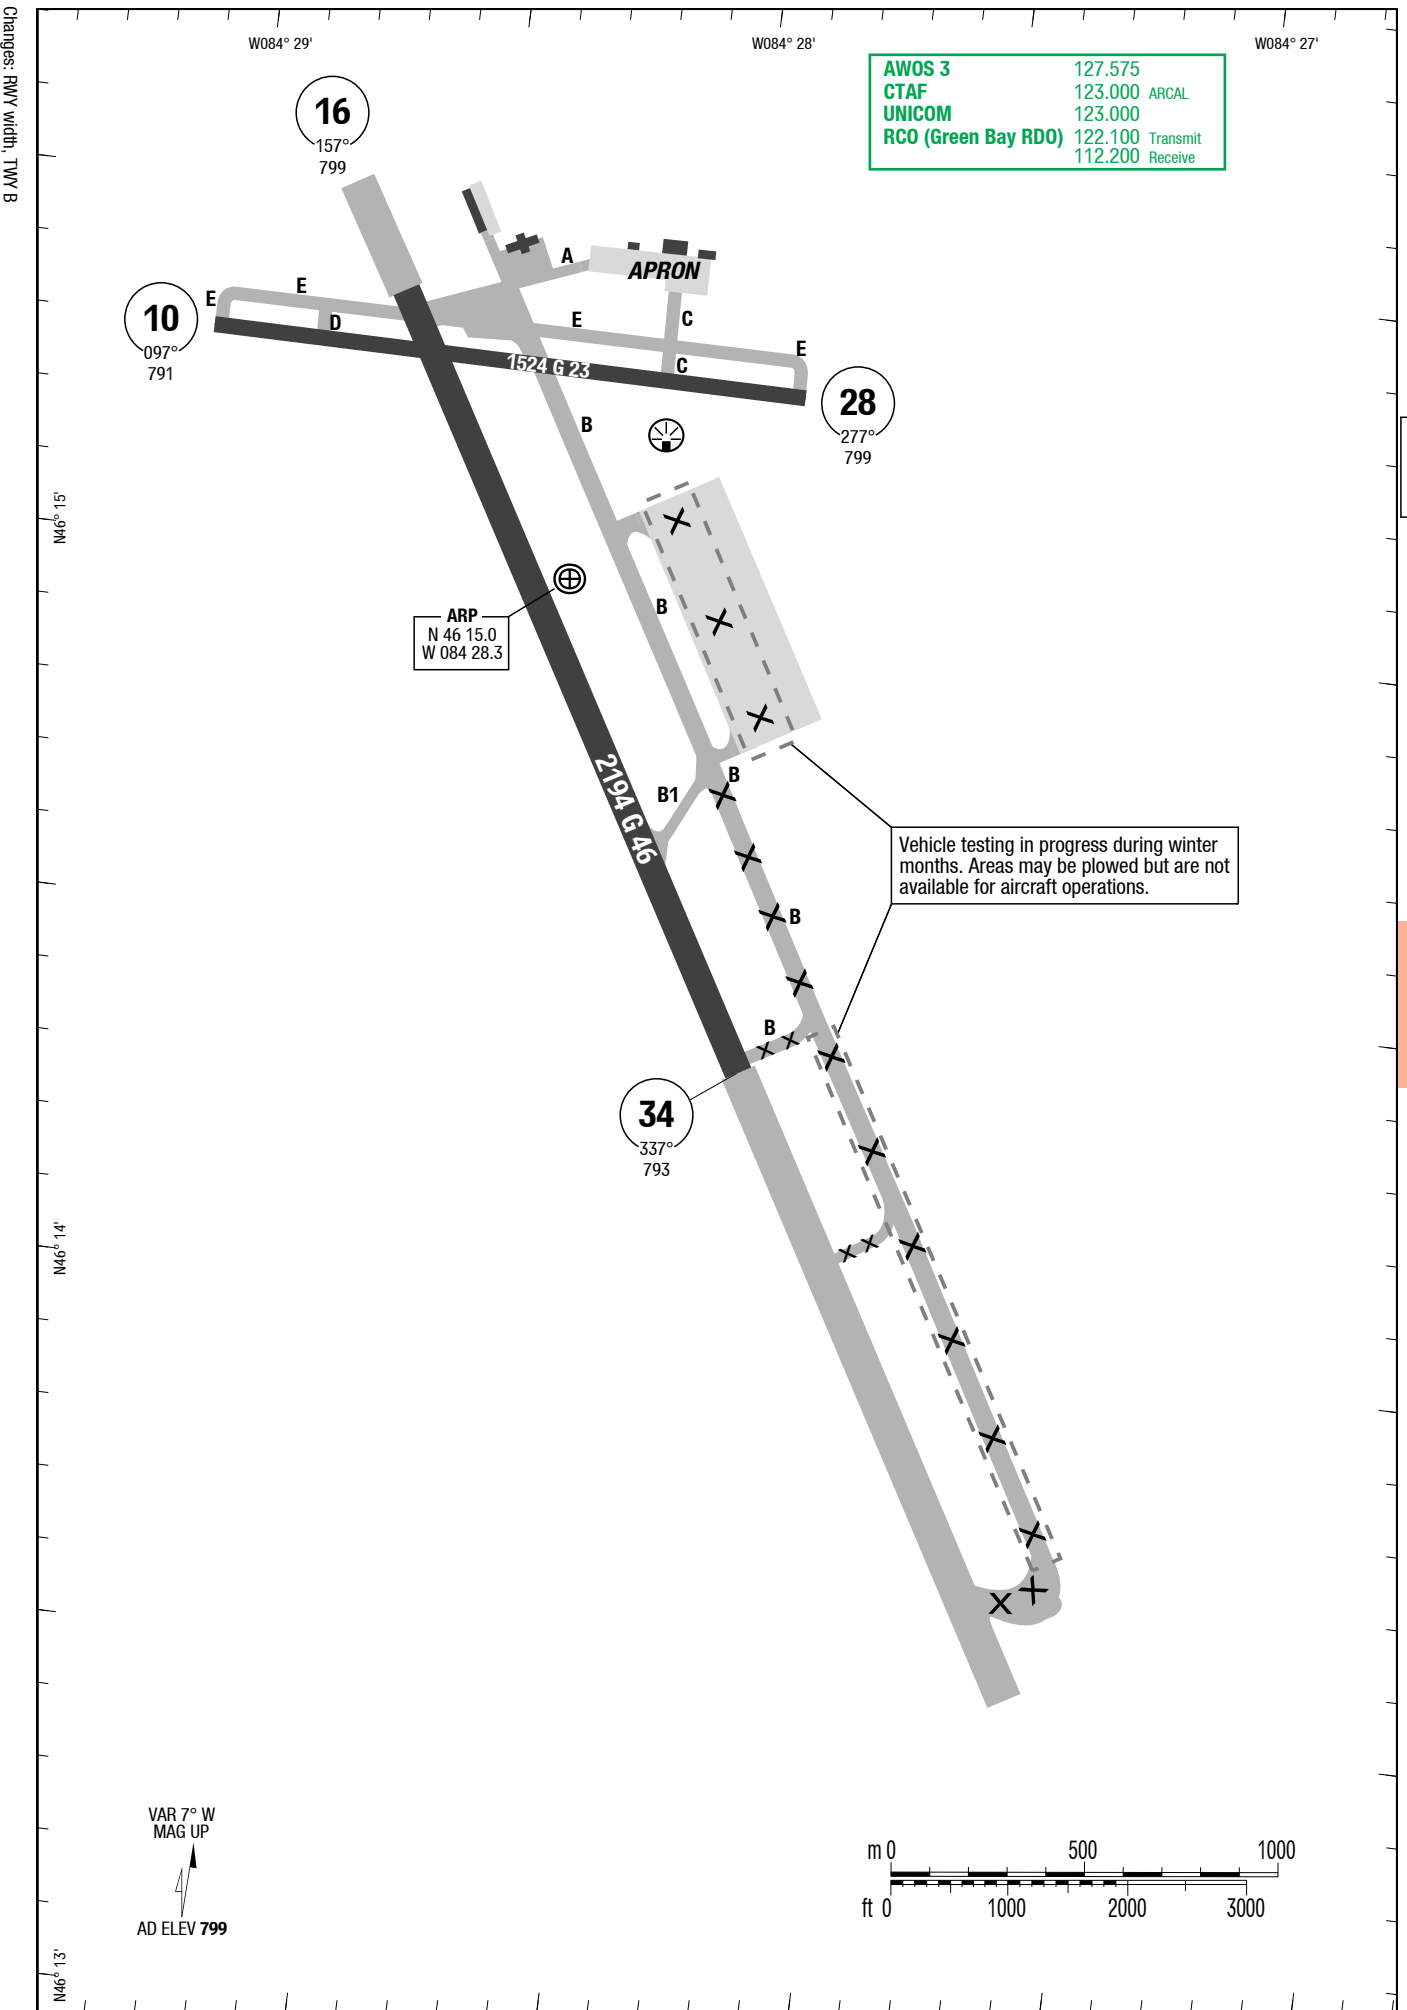 Changes: RWY width, TWY B
W084° 29'
W084° 28'
W084° 27'
AWOS 3 127.575
CTAF 123.000 ARCAL
UNICOM 123.000
RCO (Green Bay RDO) 122.100 Transmit
112.200 Receive
16
157°
799
A
APRON
E
E
10
097°
791
D
E
C
E
1524 G 23
C
28
277°
799
B
N46° 15'
ARP
N 46 15.0
W 084 28.3
B
B
B1
2194 G 46
Vehicle testing in progress during winter
months. Areas may be plowed but are not
available for aircraft operations.
B
B
34
337°
793
N46° 14'
VAR 7° W
MAG UP
AD ELEV 799
m 0 500 1000
ft 0 1000 2000 3000
N46° 13'